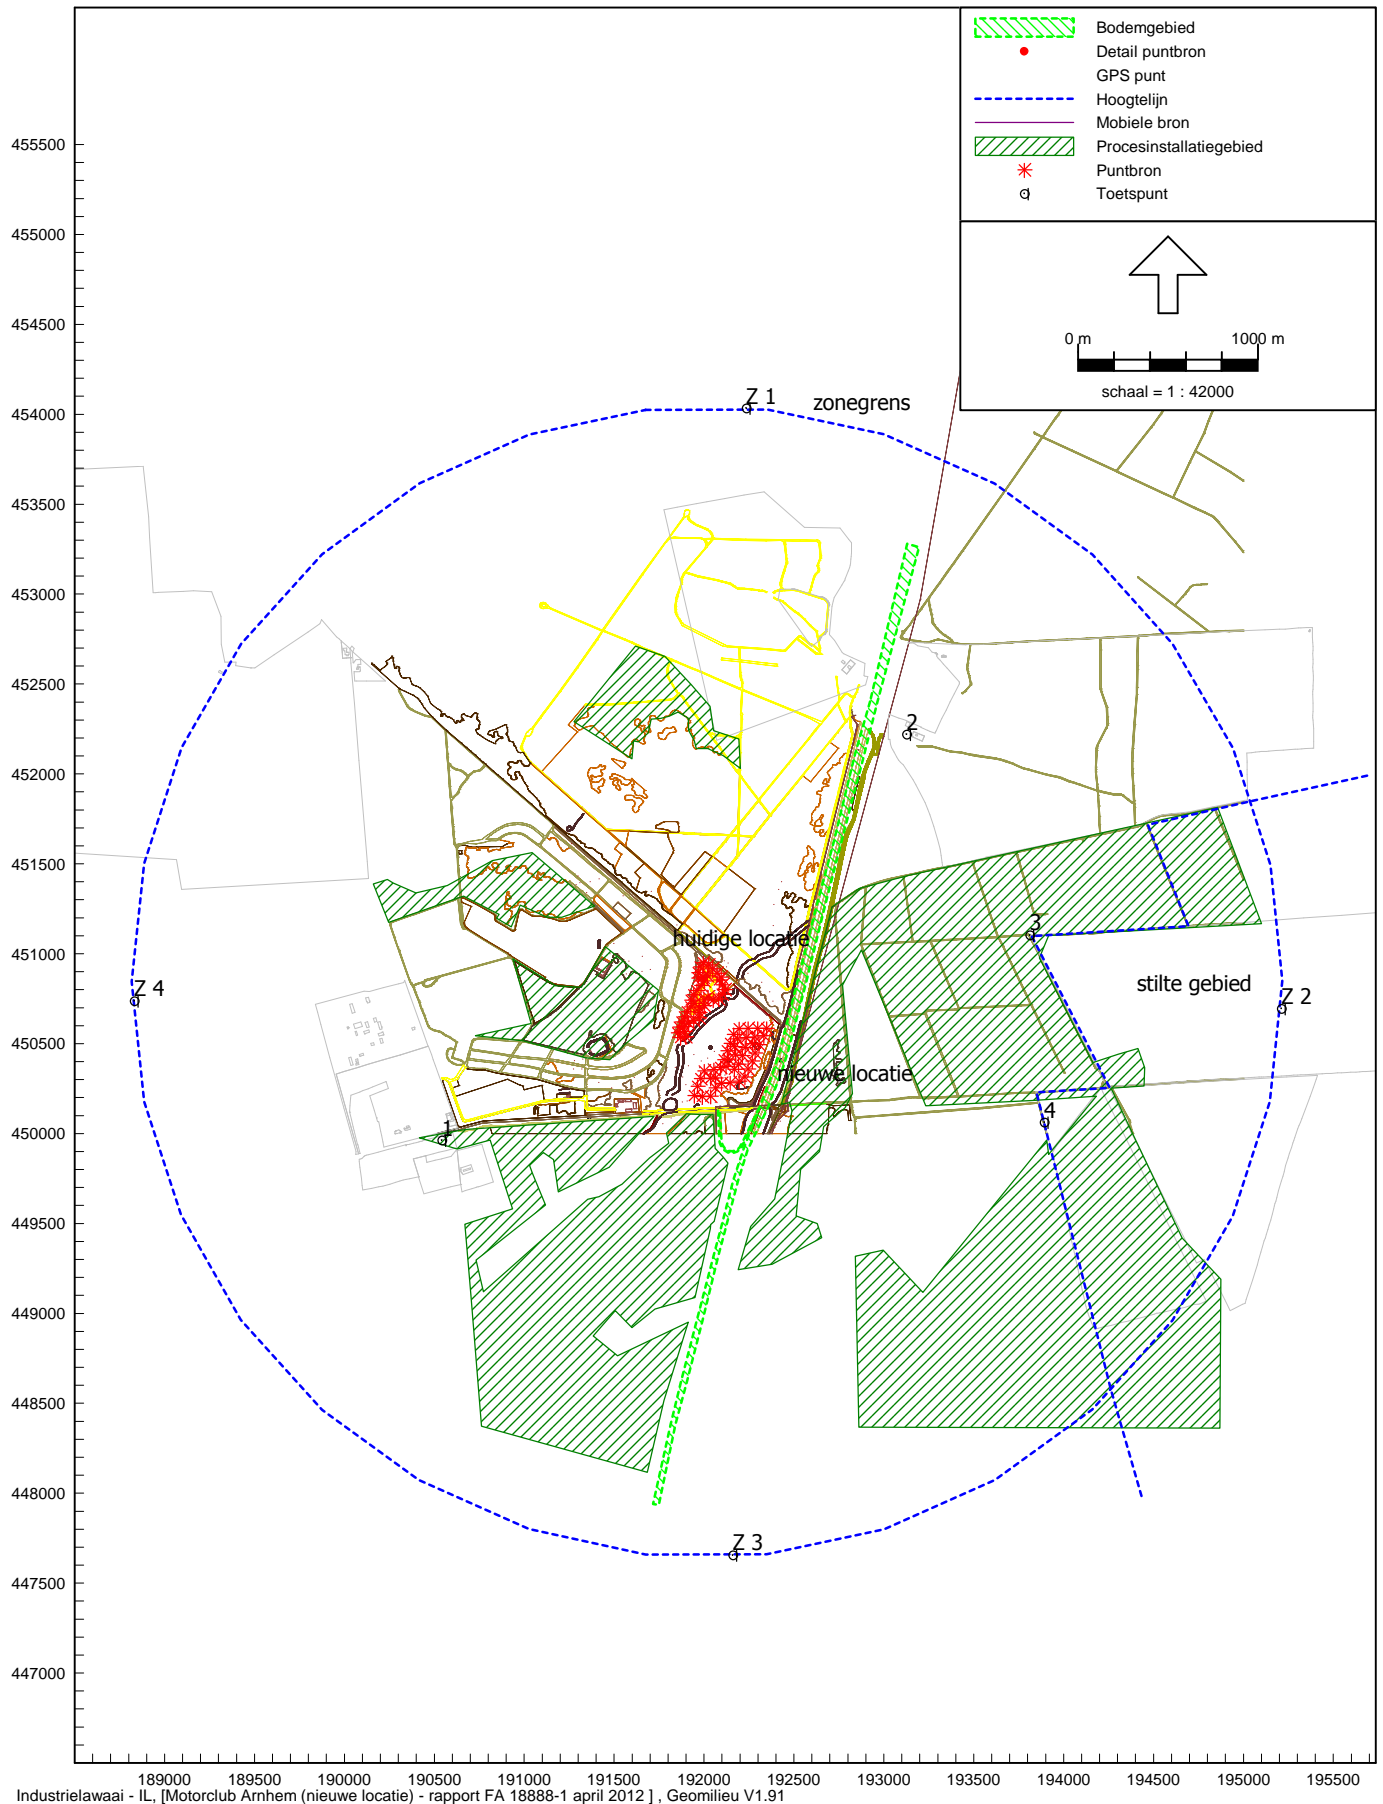 Bodemgebied
Detail puntbron
GPS punt
Hoogtelijn
Mobiele bron
Procesinstallatiegebied
Puntbron
Toetspunt
0 m 1000 m
schaal = 1 : 42000
455500
455000
454500
454000
453500
453000
452500
452000
451500
451000
450500
450000
449500
449000
448500
448000
447500
447000
Z 1
zonegrens
2
3
huidige locatie
stilte gebied
Z 4
Z 2
nieuwe locatie
4
1
Z 3
189000 189500 190000 190500 191000 191500 192000 192500 193000 193500 194000 194500 195000 195500
Industrielawaai - IL, [Motorclub Arnhem (nieuwe locatie) - rapport FA 18888-1 april 2012 ] , Geomilieu V1.91